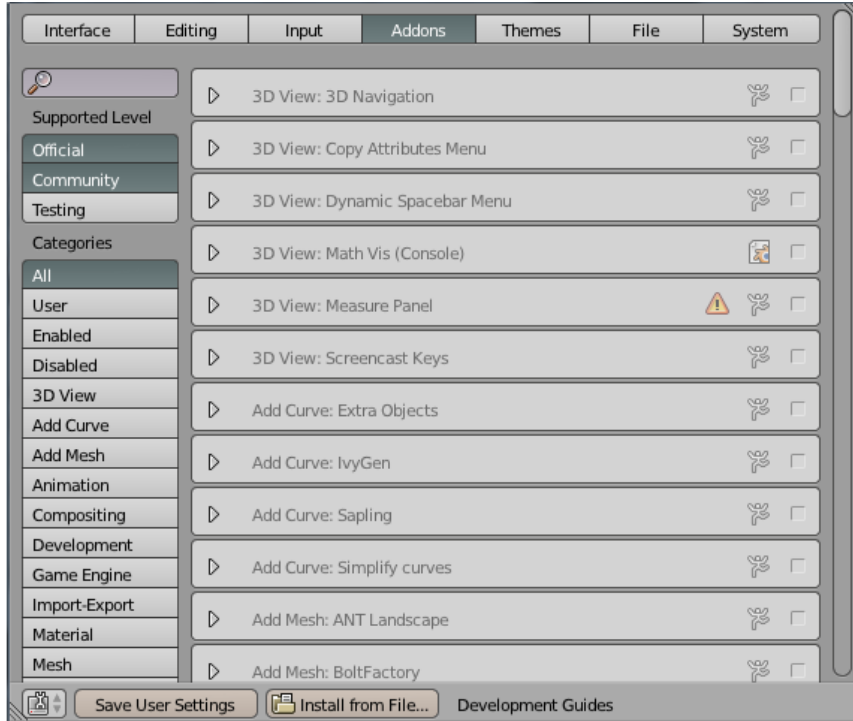 Interface Editing Input Addons Themes File System
Supported Level
Official
Community
Testing
Categories
All
User
Enabled
Disabled
3D View
Add Curve
Add Mesh
Animation
Compositing
Development
Game Engine
Import-Export
Material
Mesh
3D View: 3D Navigation
3D View: Copy Attributes Menu
3D View: Dynamic Spacebar Menu
3D View: Math Vis (Console)
3D View: Measure Panel
3D View: Screencast Keys
Add Curve: Extra Objects
Add Curve: IvyGen
Add Curve: Sapling
Add Curve: Simplify curves
Add Mesh: ANT Landscape
Add Mesh: BoltFactory
Save User Settings Install from File... Development Guides